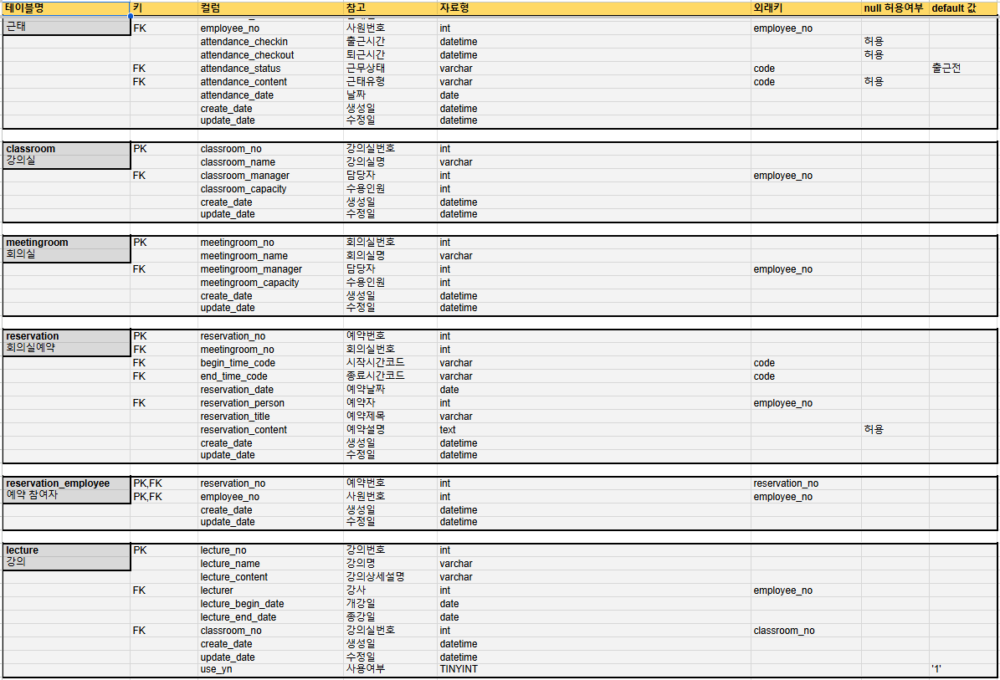 테이블명 키 컬럼 참고 자료형 외래키 null 허용여부 default 값
근태 FK employee_no 사원번호 int employee_no
attendance_checkin 출근시간 datetime 허용
attendance_checkout 퇴근시간 datetime 허용
FK attendance_status 근무상태 varchar code 출근전
FK attendance_content 근태유형 varchar code 허용
attendance_date 날짜 date
create_date 생성일 datetime
update_date 수정일 datetime
classroom PK classroom_no 강의실번호 int
강의실 classroom_name 강의실명 varchar
FK classroom_manager 담당자 int employee_no
classroom_capacity 수용인원 int
create_date 생성일 datetime
update_date 수정일 datetime
meetingroom PK meetingroom_no 회의실번호 int
회의실 meetingroom_name 회의실명 varchar
FK meetingroom_manager 담당자 int employee_no
meetingroom_capacity 수용인원 int
create_date 생성일 datetime
update_date 수정일 datetime
reservation PK reservation_no 예약번호 int
회의실예약 FK meetingroom_no 회의실번호 int
FK begin_time_code 시작시간코드 varchar code
FK end_time_code 종료시간코드 varchar code
reservation_date 예약날짜 date
FK reservation_person 예약자 int employee_no
reservation_title 예약제목 varchar
reservation_content 예약설명 text 허용
create_date 생성일 datetime
update_date 수정일 datetime
reservation_employee PK,FK reservation_no 예약번호 int reservation_no
예약 참여자 PK,FK employee_no 사원번호 int employee_no
create_date 생성일 datetime
update_date 수정일 datetime
lecture PK lecture_no 강의번호 int
강의 lecture_name 강의명 varchar
lecture_content 강의상세설명 varchar
FK lecturer 강사 int employee_no
lecture_begin_date 개강일 date
lecture_end_date 종강일 date
FK classroom_no 강의실번호 int classroom_no
create_date 생성일 datetime
update_date 수정일 datetime
use_yn 사용여부 TINYINT '1'